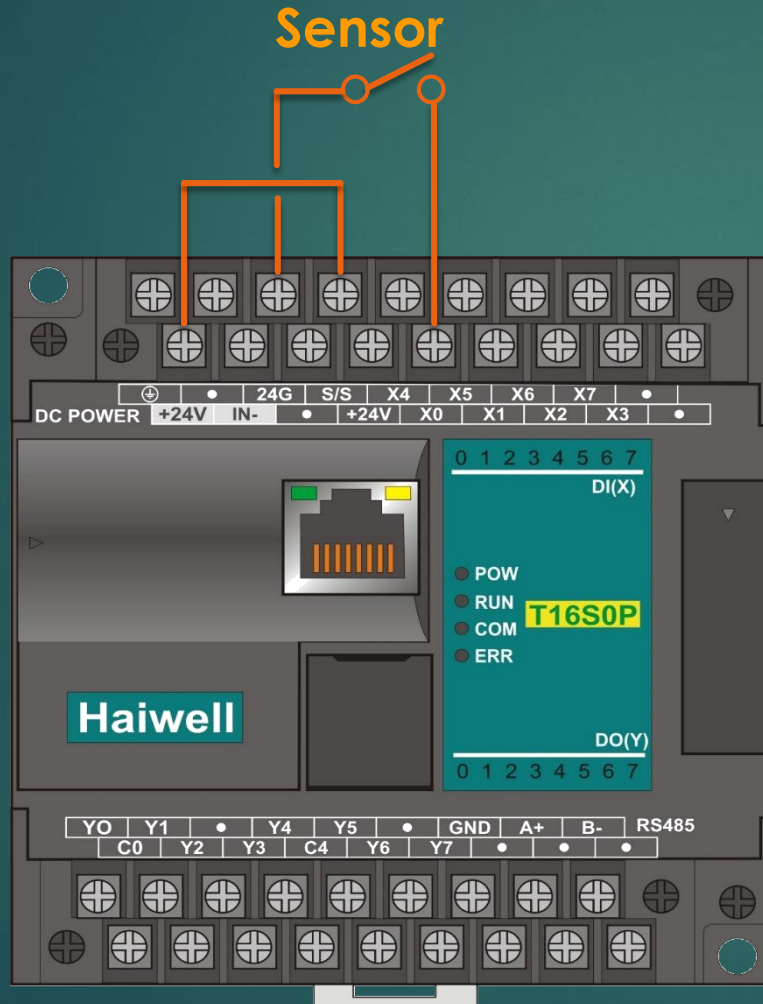 Sensor
⏚ • 24G S/S X4 X5 X6 X7 •
DC POWER +24V IN- • +24V X0 X1 X2 X3 •
0 1 2 3 4 5 6 7
DI(X)
POW
RUN
T16S0P
COM
ERR
Haiwell
DO(Y)
0 1 2 3 4 5 6 7
YO Y1 • Y4 Y5 • GND A+ B- RS485
C0 Y2 Y3 C4 Y6 Y7 • • •